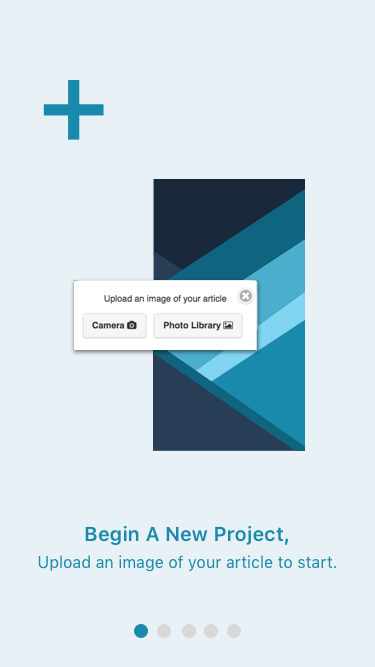 Upload an image of your article
Camera
Photo Library
Begin A New Project,
Upload an image of your article to start.